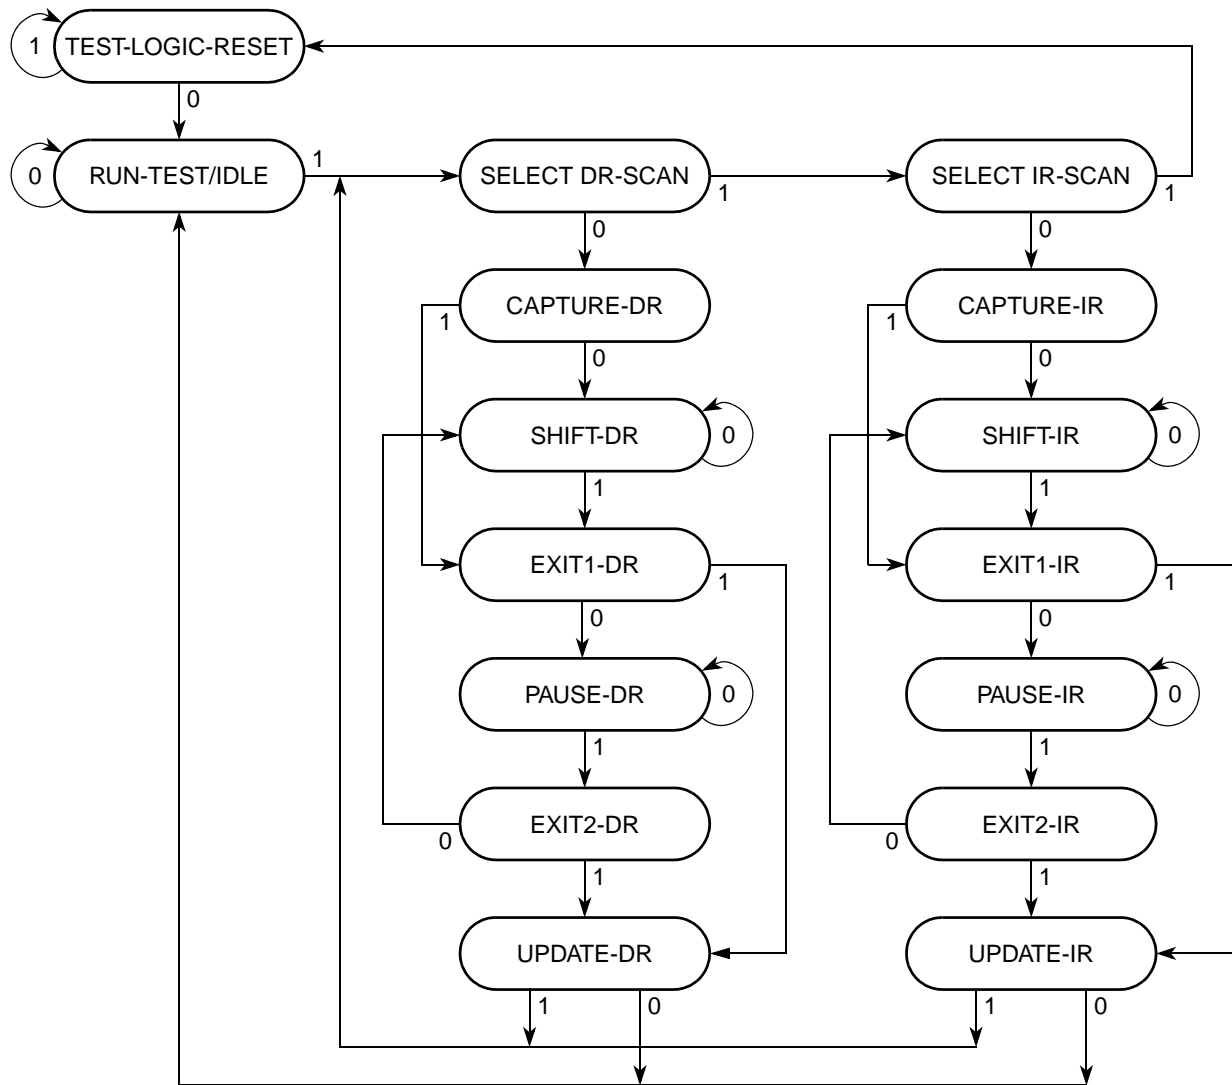 1
TEST-LOGIC-RESET
0
0
RUN-TEST/IDLE
1
SELECT DR-SCAN
1
SELECT IR-SCAN
1
0
0
CAPTURE-DR
1
0
CAPTURE-IR
1
0
SHIFT-DR
0
1
SHIFT-IR
0
1
EXIT1-DR
1
0
EXIT1-IR
1
0
PAUSE-DR
0
1
PAUSE-IR
0
1
EXIT2-DR
0
1
EXIT2-IR
0
1
UPDATE-DR
1
0
UPDATE-IR
1
0